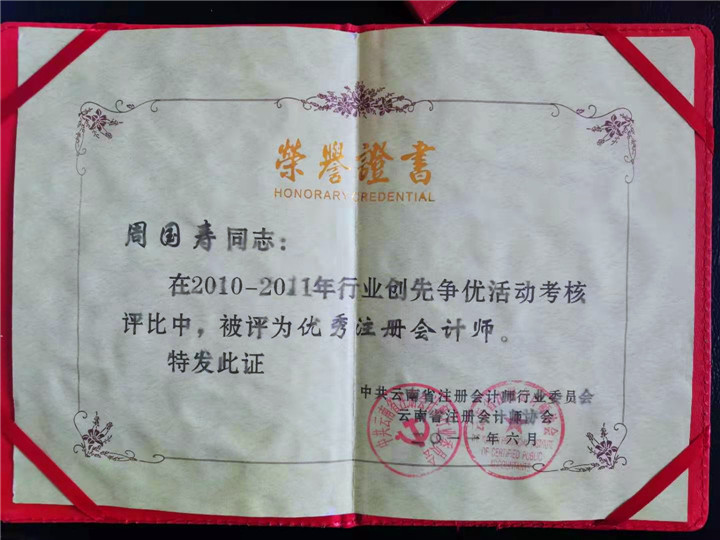 榮譽證書
HONORARY CREDENTIAL
周国寿同志：
在2010-2011年行业创先争优活动考核
评比中，被评为优秀注册会计师。
特发此证
中共云南省注册会计师行业委员会
云南省注册会计师协会
二〇一一年六月